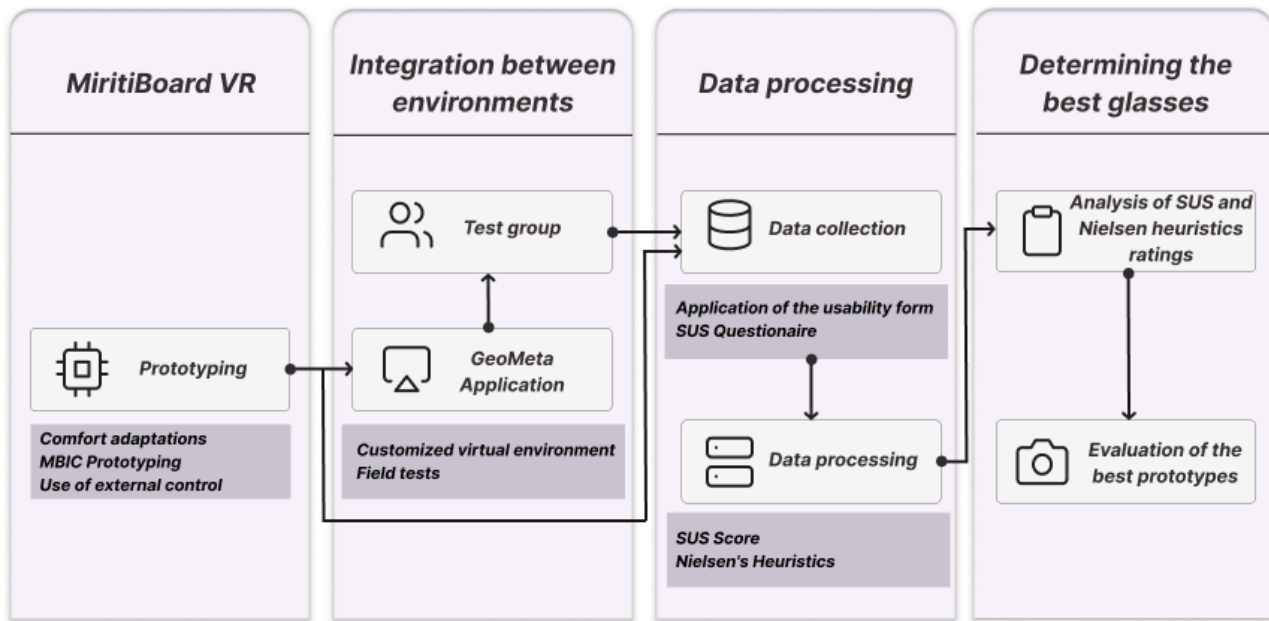 MiritiBoard VR
Prototyping
Comfort adaptations
MBIC Prototyping
Use of external control
Integration between
environments
Test group
GeoMeta
Application
Customized virtual environment
Field tests
Data processing
Data collection
Application of the usability form
SUS Questionaire
Data processing
SUS Score
Nielsen's Heuristics
Determining the
best glasses
Analysis of SUS and
Nielsen heuristics
ratings
Evaluation of the
best prototypes